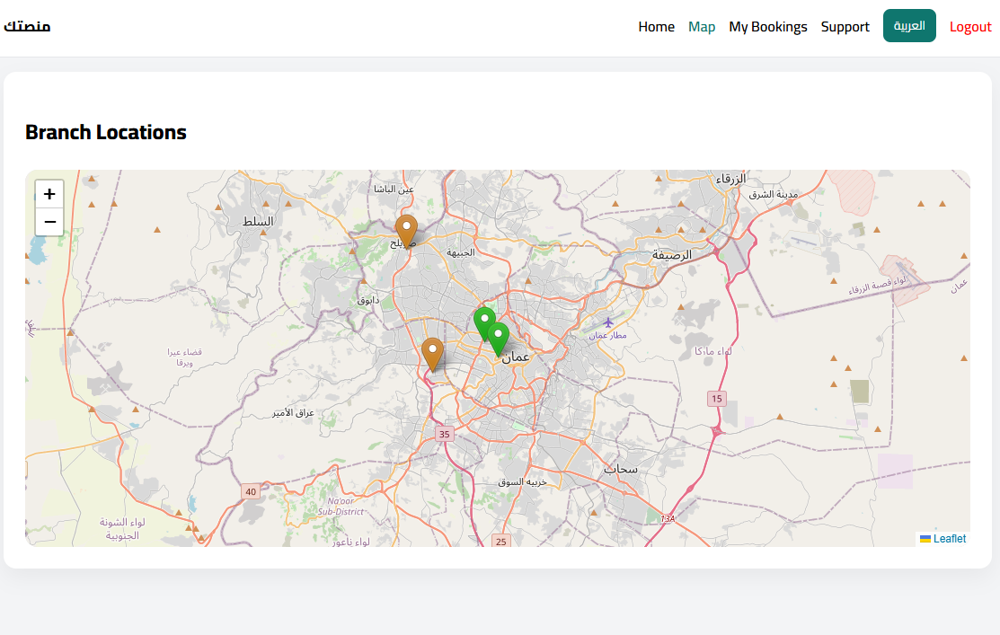 منصتك
Home
Map
My Bookings
Support
العربية
Logout
Branch Locations
+
−
عين الباشا
الزرقاء
مدينة الشرق
السلط
صويلح
الجبيهة
الرصيفة
لواء قصبة الزرقاء
عمان
دابوق
مطار عمان
قضاء عيرا
ويرقا
لواء ماركا
عمان
15
عراق الأمير
35
سحاب
خريبة السوق
40
Na'oor
Sub-District
لواء الشونة
الجنوبية
13A
لواء ناعور
25
Leaflet